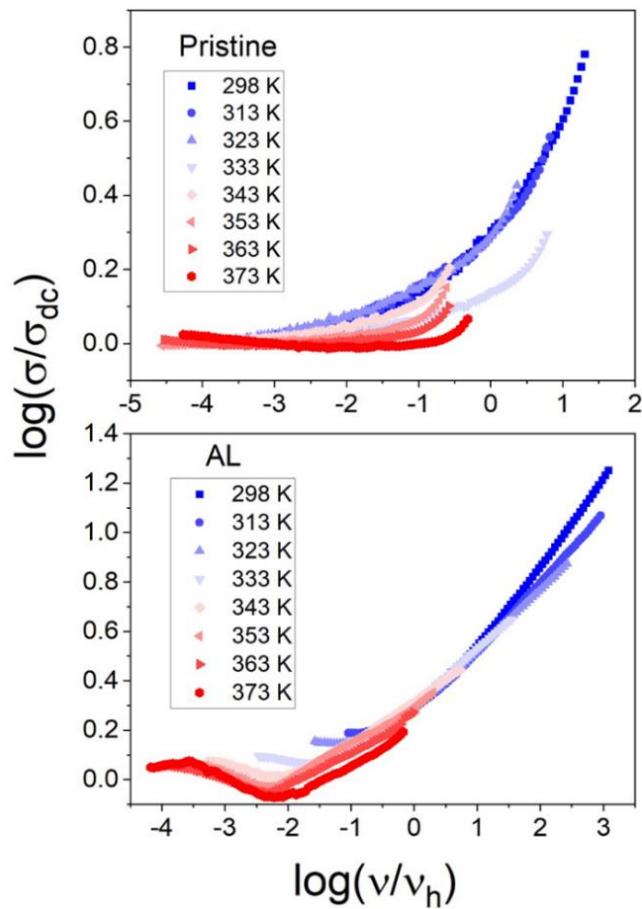 Pristine
298 K
313 K
323 K
333 K
343 K
353 K
363 K
373 K
0.8
0.6
0.4
0.2
0.0
-5 -4 -3 -2 -1 0 1 2
log(σ/σdc)
AL
298 K
313 K
323 K
333 K
343 K
353 K
363 K
373 K
1.4
1.2
1.0
0.8
0.6
0.4
0.2
0.0
-4 -3 -2 -1 0 1 2 3
log(ν/νh)